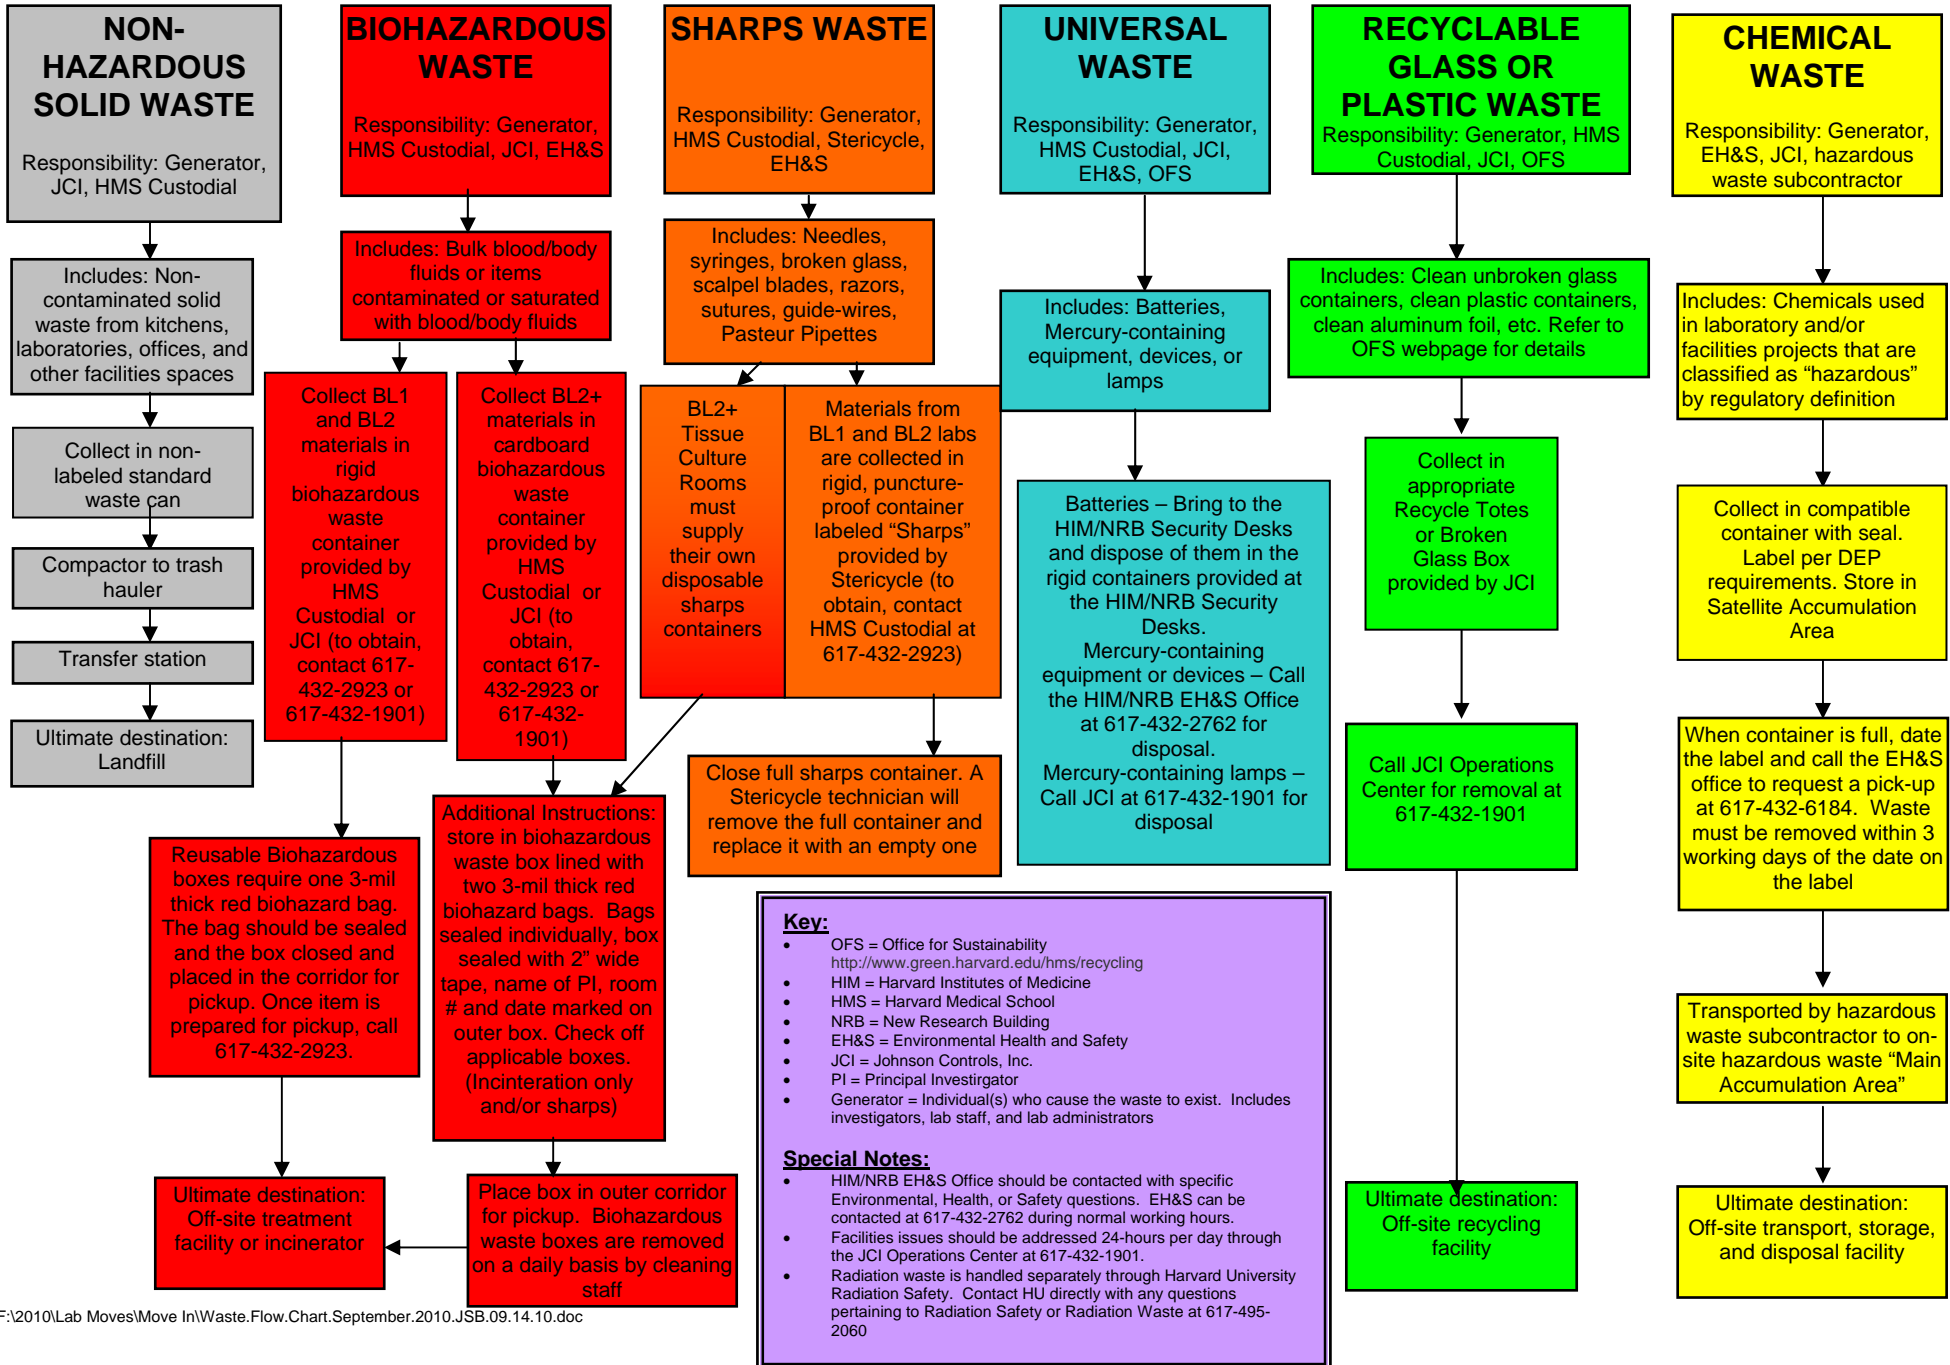 NON-
HAZARDOUS
SOLID WASTE
Responsibility: Generator,
JCI, HMS Custodial
Includes: Non-
contaminated solid
waste from kitchens,
laboratories, offices, and
other facilities spaces
Collect in non-
labeled standard
waste can
Compactor to trash
hauler
Transfer station
Ultimate destination:
Landfill
BIOHAZARDOUS
WASTE
Responsibility: Generator,
HMS Custodial, JCI, EH&S
Includes: Bulk blood/body
fluids or items
contaminated or saturated
with blood/body fluids
Collect BL1
and BL2
materials in
rigid
biohazardous
waste
container
provided by
HMS
Custodial or
JCI (to obtain,
contact 617-
432-2923 or
617-432-1901)
Collect BL2+
materials in
cardboard
biohazardous
waste
container
provided by
HMS
Custodial or
JCI (to
obtain,
contact 617-
432-2923 or
617-432-
1901)
Reusable Biohazardous
boxes require one 3-mil
thick red biohazard bag.
The bag should be sealed
and the box closed and
placed in the corridor for
pickup. Once item is
prepared for pickup, call
617-432-2923.
Additional Instructions:
store in biohazardous
waste box lined with
two 3-mil thick red
biohazard bags. Bags
sealed individually, box
sealed with 2" wide
tape, name of PI, room
# and date marked on
outer box. Check off
applicable boxes.
(Incinteration only
and/or sharps)
Ultimate destination:
Off-site treatment
facility or incinerator
Place box in outer corridor
for pickup. Biohazardous
waste boxes are removed
on a daily basis by cleaning
staff
SHARPS WASTE
Responsibility: Generator,
HMS Custodial, Stericycle,
EH&S
Includes: Needles,
syringes, broken glass,
scalpel blades, razors,
sutures, guide-wires,
Pasteur Pipettes
BL2+
Tissue
Culture
Rooms
must
supply
their own
disposable
sharps
containers
Materials from
BL1 and BL2 labs
are collected in
rigid, puncture-
proof container
labeled “Sharps”
provided by
Stericycle (to
obtain, contact
HMS Custodial at
617-432-2923)
Close full sharps container. A
Stericycle technician will
remove the full container and
replace it with an empty one
UNIVERSAL
WASTE
Responsibility: Generator,
HMS Custodial, JCI,
EH&S, OFS
Includes: Batteries,
Mercury-containing
equipment, devices, or
lamps
Batteries – Bring to the
HIM/NRB Security Desks
and dispose of them in the
rigid containers provided at
the HIM/NRB Security
Desks.
Mercury-containing
equipment or devices – Call
the HIM/NRB EH&S Office
at 617-432-2762 for
disposal.
Mercury-containing lamps –
Call JCI at 617-432-1901 for
disposal
RECYCLABLE
GLASS OR
PLASTIC WASTE
Responsibility: Generator, HMS
Custodial, JCI, OFS
Includes: Clean unbroken glass
containers, clean plastic containers,
clean aluminum foil, etc. Refer to
OFS webpage for details
Collect in
appropriate
Recycle Totes
or Broken
Glass Box
provided by JCI
Call JCI Operations
Center for removal at
617-432-1901
Ultimate destination:
Off-site recycling
facility
CHEMICAL
WASTE
Responsibility: Generator,
EH&S, JCI, hazardous
waste subcontractor
Includes: Chemicals used
in laboratory and/or
facilities projects that are
classified as “hazardous”
by regulatory definition
Collect in compatible
container with seal.
Label per DEP
requirements. Store in
Satellite Accumulation
Area
When container is full, date
the label and call the EH&S
office to request a pick-up
at 617-432-6184. Waste
must be removed within 3
working days of the date on
the label
Transported by hazardous
waste subcontractor to on-
site hazardous waste “Main
Accumulation Area”
Ultimate destination:
Off-site transport, storage,
and disposal facility
Key:
• OFS = Office for Sustainability
http://www.green.harvard.edu/hms/recycling
• HIM = Harvard Institutes of Medicine
• HMS = Harvard Medical School
• NRB = New Research Building
• EH&S = Environmental Health and Safety
• JCI = Johnson Controls, Inc.
• PI = Principal Investirgator
• Generator = Individual(s) who cause the waste to exist. Includes
investigators, lab staff, and lab administrators
Special Notes:
• HIM/NRB EH&S Office should be contacted with specific
Environmental, Health, or Safety questions. EH&S can be
contacted at 617-432-2762 during normal working hours.
• Facilities issues should be addressed 24-hours per day through
the JCI Operations Center at 617-432-1901.
• Radiation waste is handled separately through Harvard University
Radiation Safety. Contact HU directly with any questions
pertaining to Radiation Safety or Radiation Waste at 617-495-
2060
F:\2010\Lab Moves\Move In\Waste.Flow.Chart.September.2010.JSB.09.14.10.doc